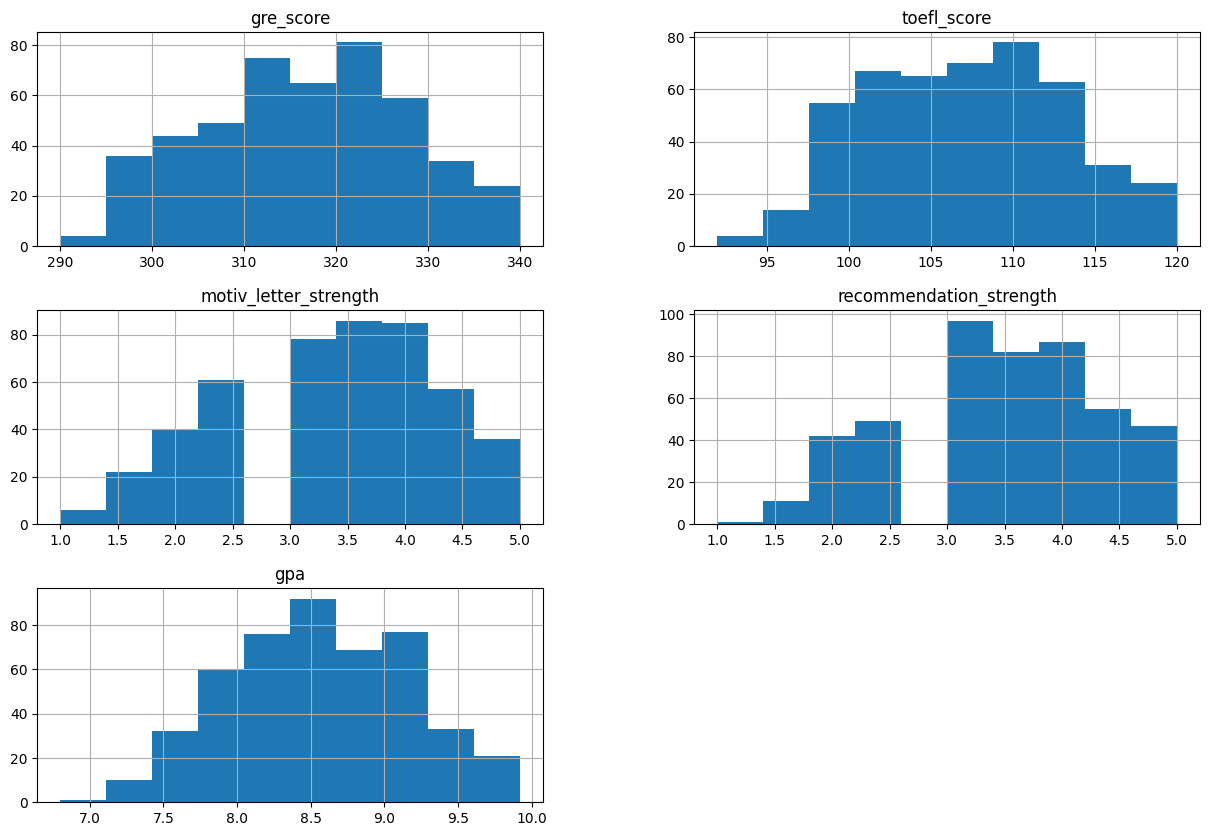 gre_score
80
60
40
20
0
290 300 310 320 330 340
toefl_score
80
60
40
20
0
95 100 105 110 115 120
motiv_letter_strength
80
60
40
20
0
1.0 1.5 2.0 2.5 3.0 3.5 4.0 4.5 5.0
recommendation_strength
100
80
60
40
20
0
1.0 1.5 2.0 2.5 3.0 3.5 4.0 4.5 5.0
gpa
80
60
40
20
0
7.0 7.5 8.0 8.5 9.0 9.5 10.0